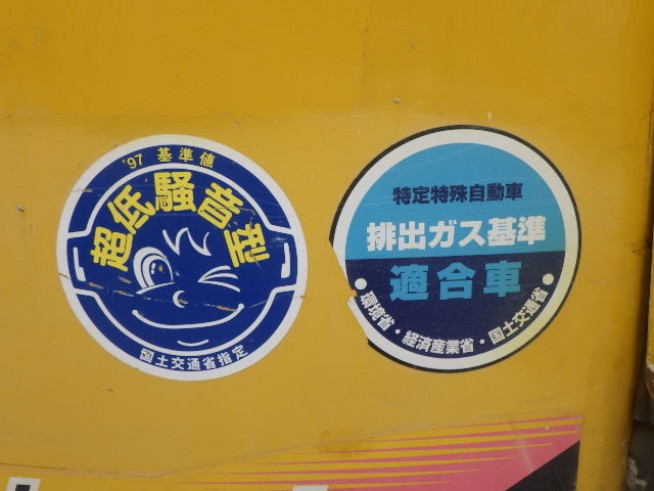 '97 基準値
超低騒音型
国土交通省指定
特定特殊自動車
排出ガス基準
適合車
環境省・経済産業省・国土交通省